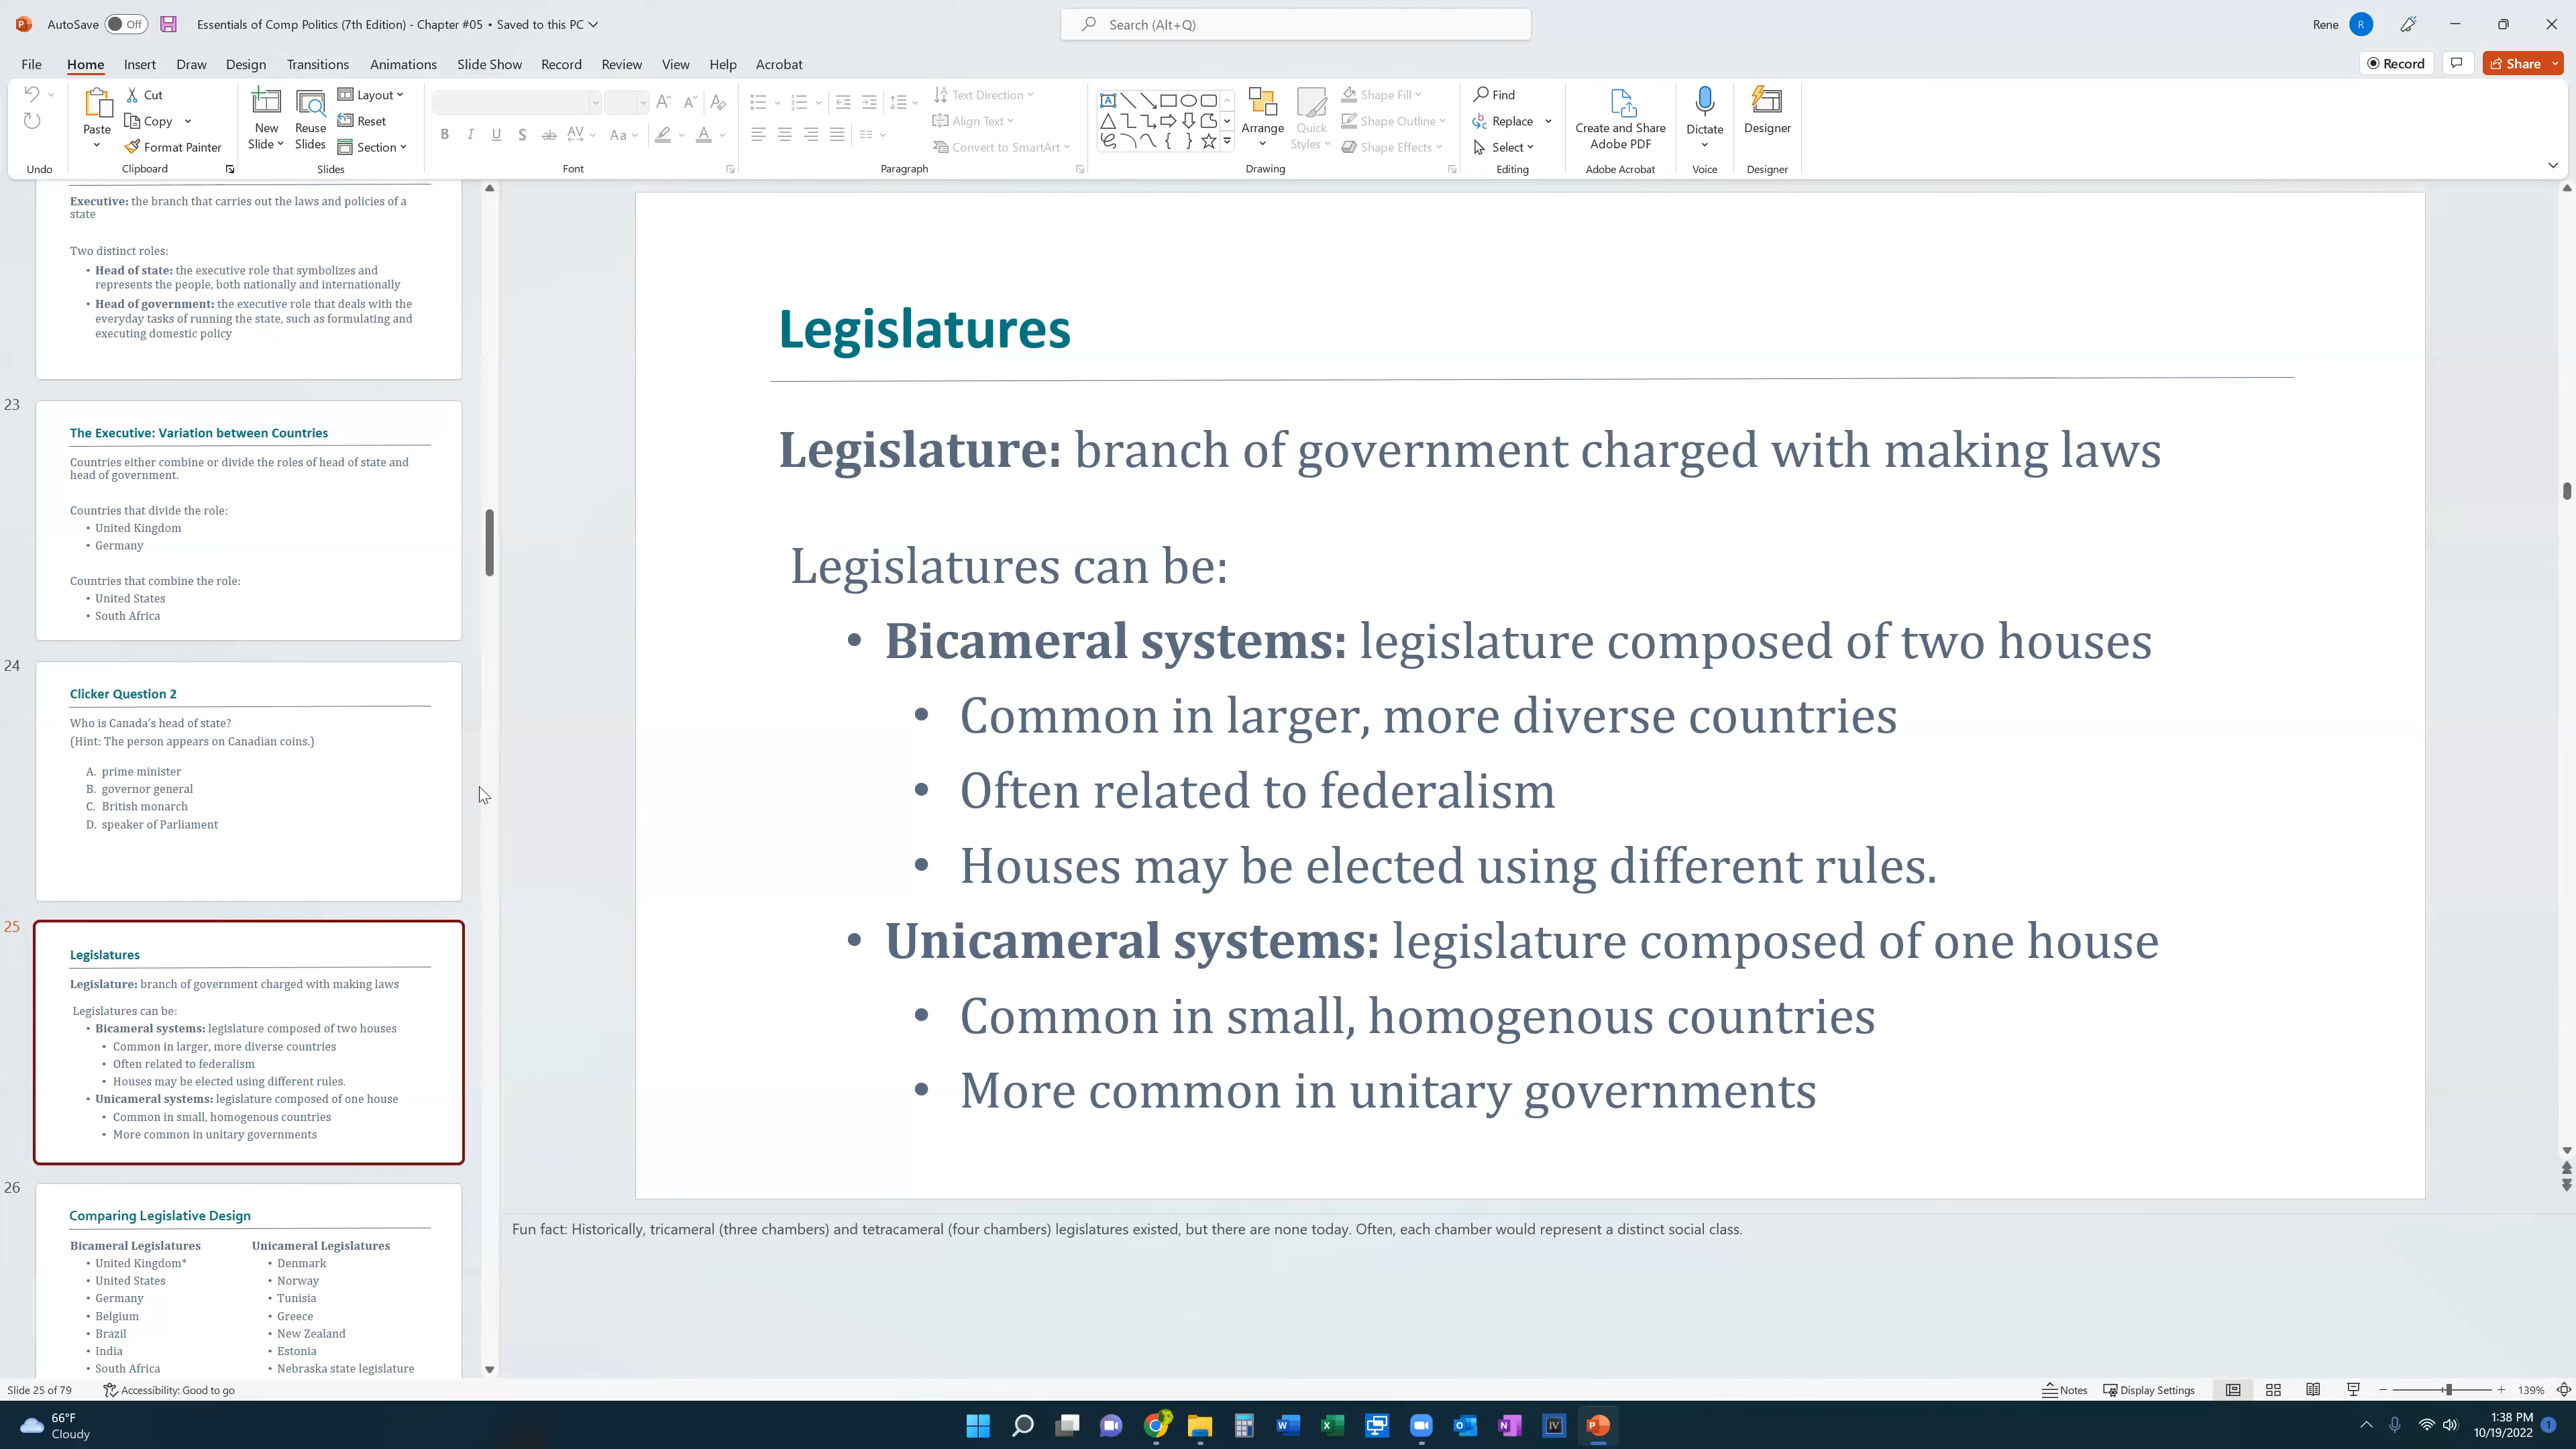 AutoSave Off Essentials of Comp Politics (7th Edition) - Chapter #05 • Saved to this PC Search (Alt+Q) Rene R
File Home Insert Draw Design Transitions Animations Slide Show Record Review View Help Acrobat Record Share
Paste
Cut
Copy
Format Painter
New Slide
Reuse Slides
Layout
Reset
Section
B I U S ab AV Aa A
Text Direction
Align Text
Convert to SmartArt
Arrange
Quick Styles
Shape Fill
Shape Outline
Shape Effects
Find
Replace
Select
Create and Share Adobe PDF
Dictate
Designer
Undo Clipboard Slides Font Paragraph Drawing Editing Adobe Acrobat Voice Designer
Executive: the branch that carries out the laws and policies of a
state
Two distinct roles:
• Head of state: the executive role that symbolizes and
represents the people, both nationally and internationally
• Head of government: the executive role that deals with the
everyday tasks of running the state, such as formulating and
executing domestic policy
23
The Executive: Variation between Countries
Countries either combine or divide the roles of head of state and
head of government.
Countries that divide the role:
• United Kingdom
• Germany
Countries that combine the role:
• United States
• South Africa
24
Clicker Question 2
Who is Canada's head of state?
(Hint: The person appears on Canadian coins.)
A. prime minister
B. governor general
C. British monarch
D. speaker of Parliament
25
Legislatures
Legislature: branch of government charged with making laws
Legislatures can be:
• Bicameral systems: legislature composed of two houses
• Common in larger, more diverse countries
• Often related to federalism
• Houses may be elected using different rules.
• Unicameral systems: legislature composed of one house
• Common in small, homogenous countries
• More common in unitary governments
26
Comparing Legislative Design
Bicameral Legislatures Unicameral Legislatures
• United Kingdom* • Denmark
• United States • Norway
• Germany • Tunisia
• Belgium • Greece
• Brazil • New Zealand
• India • Estonia
• South Africa • Nebraska state legislature
Legislatures
Legislature: branch of government charged with making laws
Legislatures can be:
• Bicameral systems: legislature composed of two houses
• Common in larger, more diverse countries
• Often related to federalism
• Houses may be elected using different rules.
• Unicameral systems: legislature composed of one house
• Common in small, homogenous countries
• More common in unitary governments
Fun fact: Historically, tricameral (three chambers) and tetracameral (four chambers) legislatures existed, but there are none today. Often, each chamber would represent a distinct social class.
Slide 25 of 79 Accessibility: Good to go Notes Display Settings 139%
66°F
Cloudy
1:38 PM
10/19/2022
1